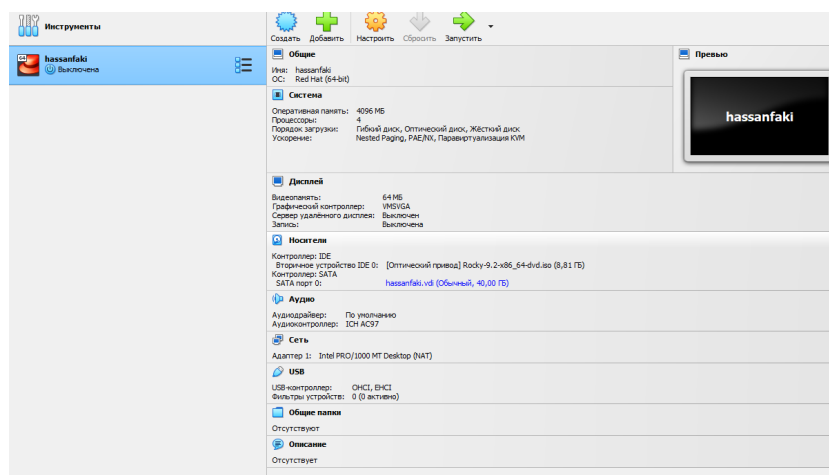 Инструменты
Создать Добавить Настроить Сбросить Запустить
64
hassanfaki
Выключена
Общие
Имя: hassanfaki
ОС: Red Hat (64-bit)
Превью
hassanfaki
Система
Оперативная память: 4096 МБ
Процессоры: 4
Порядок загрузки: Гибкий диск, Оптический диск, Жёсткий диск
Ускорение: Nested Paging, PAE/NX, Паравиртуализация KVM
Дисплей
Видеопамять: 64 МБ
Графический контроллер: VMSVGA
Сервер удалённого дисплея: Выключен
Запись: Выключена
Носители
Контроллер: IDE
Вторичное устройство IDE 0: [Оптический привод] Rocky-9.2-x86_64-dvd.iso (8,81 ГБ)
Контроллер: SATA
SATA порт 0: hassanfaki.vdi (Обычный, 40,00 ГБ)
Аудио
Аудиодрайвер: По умолчанию
Аудиоконтроллер: ICH AC97
Сеть
Адаптер 1: Intel PRO/1000 MT Desktop (NAT)
USB
USB-контроллер: OHCI, EHCI
Фильтры устройств: 0 (0 активно)
Общие папки
Отсутствуют
Описание
Отсутствует